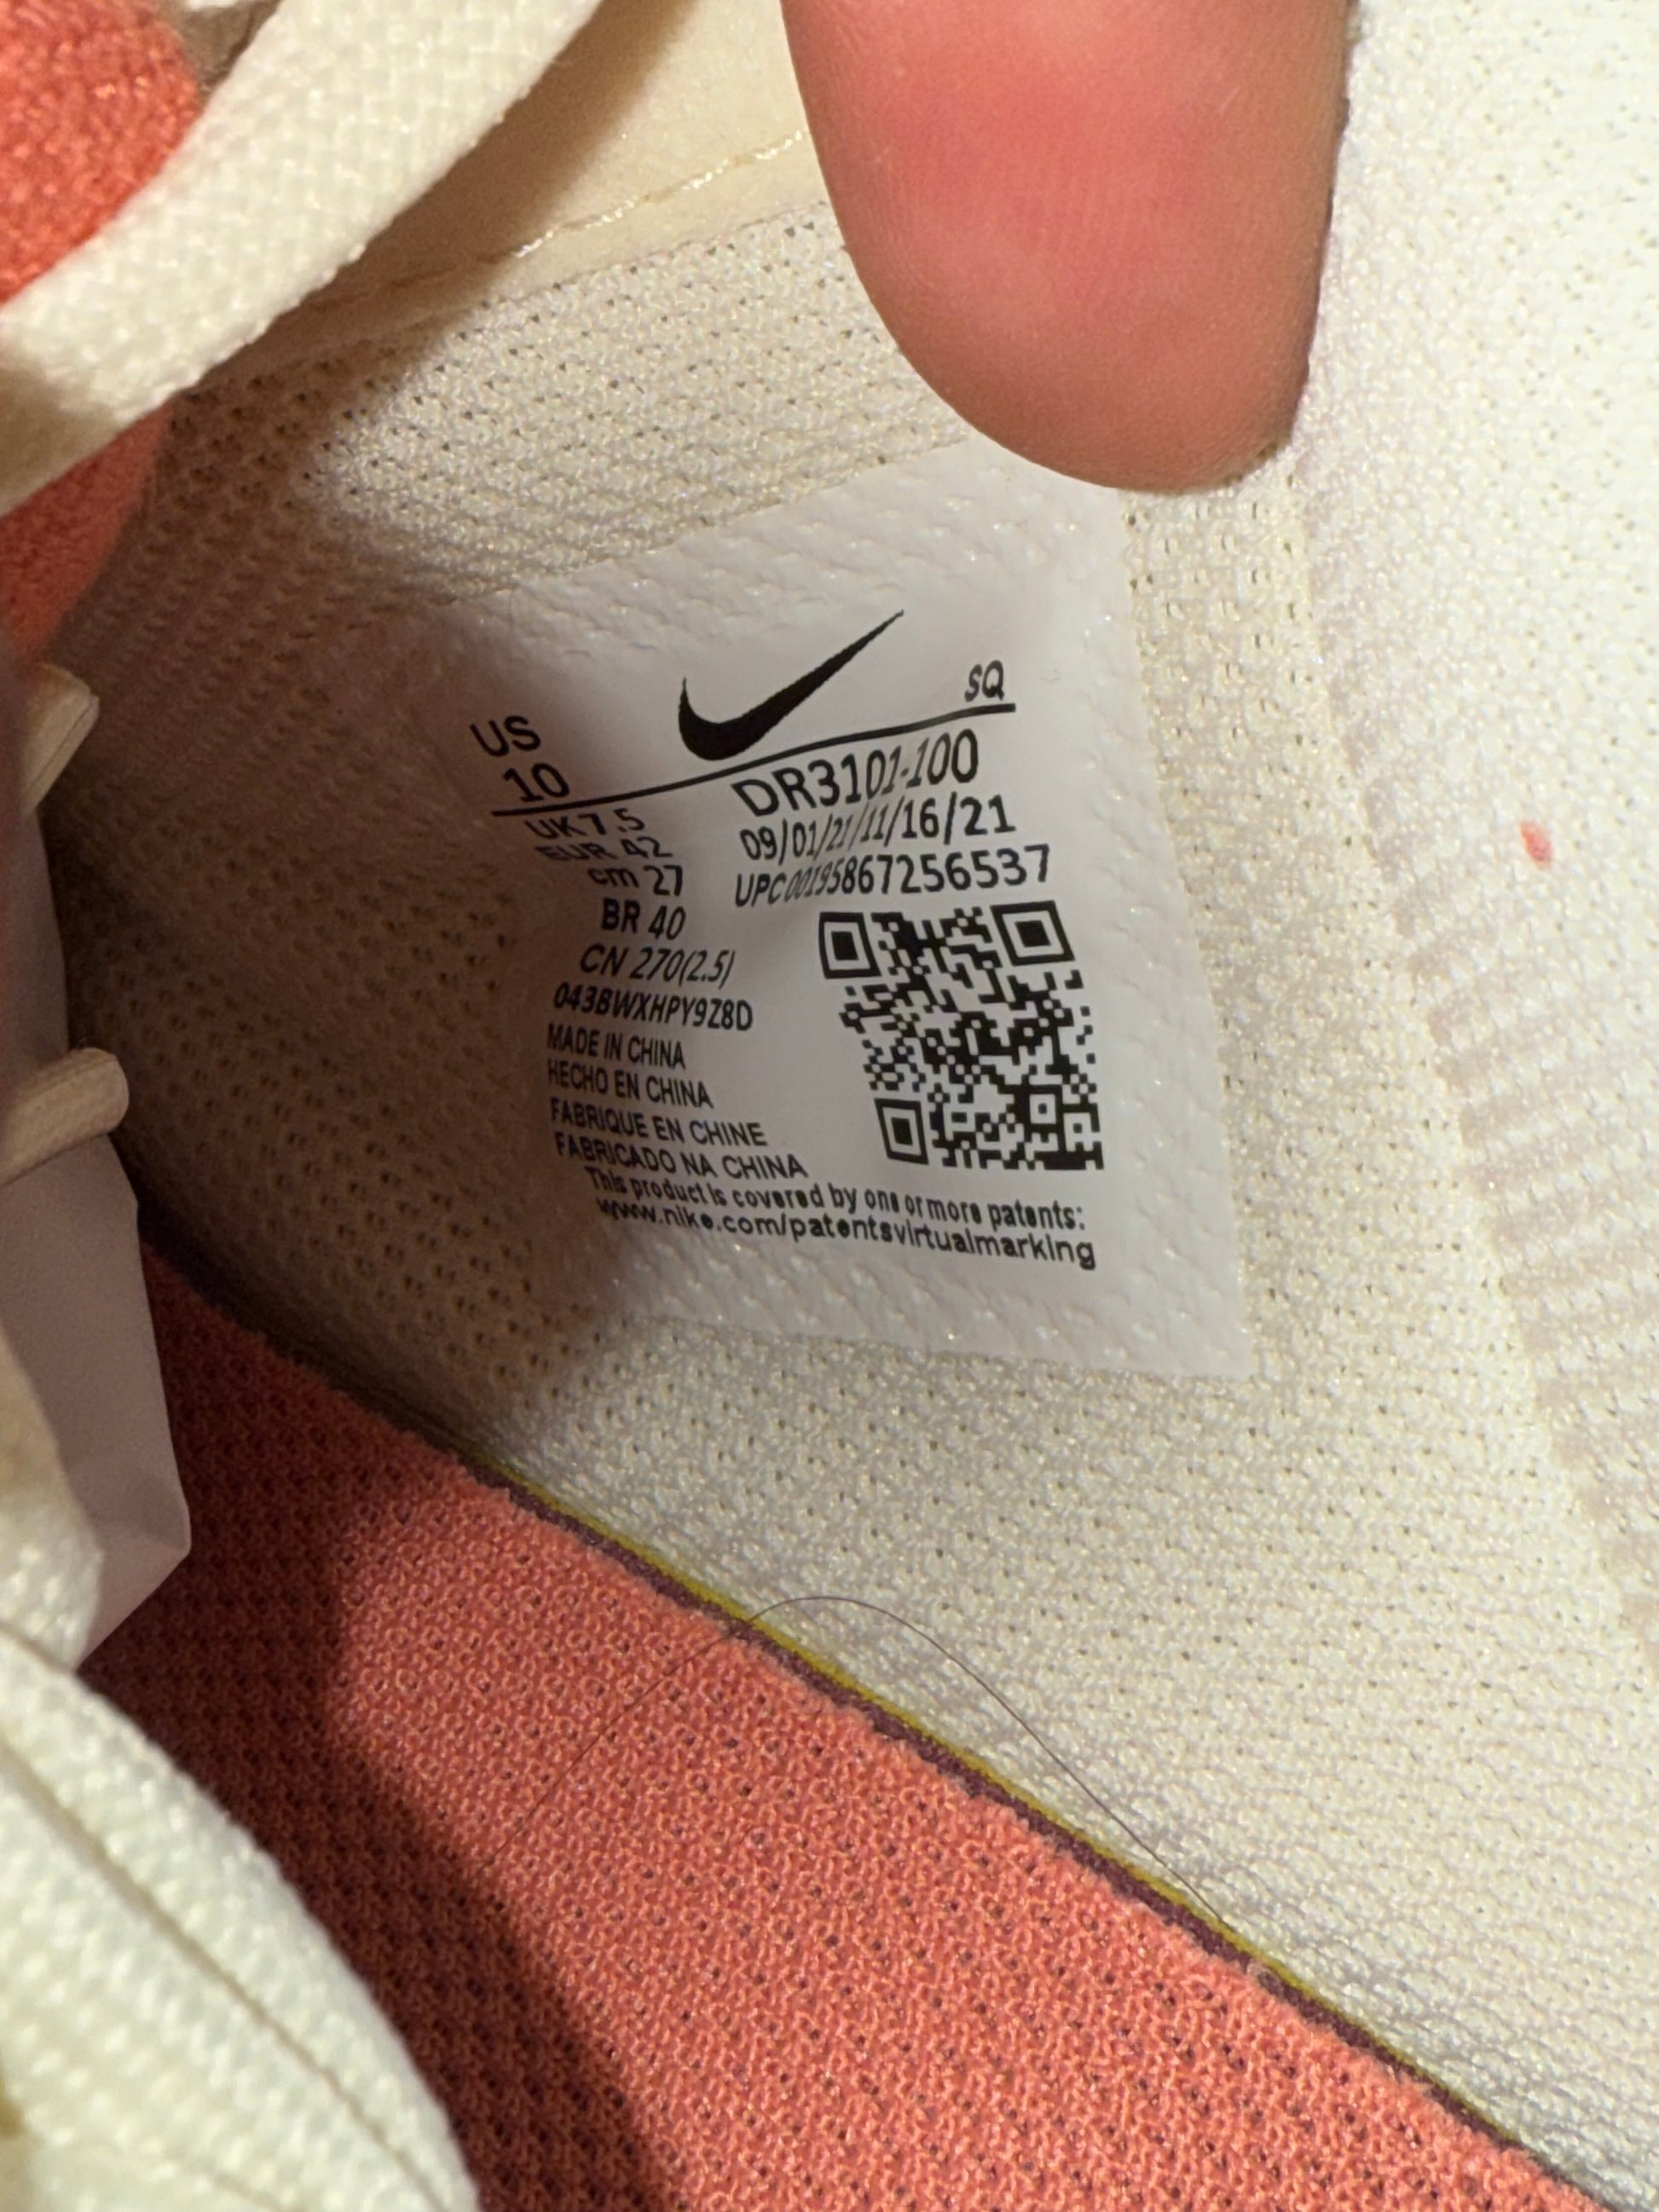 US
10
SQ
UK 7.5
EUR 42
cm 27
BR 40
CN 270(2.5)
DR3101-100
09/01/21/11/16/21
UPC00195867256537
043BWXHPY9Z8D
MADE IN CHINA
HECHO EN CHINA
FABRIQUE EN CHINE
FABRICADO NA CHINA
This product is covered by one or more patents:
www.nike.com/patentsvirtualmarking